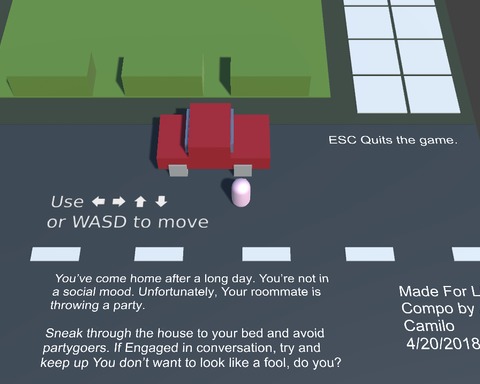 ESC Quits the game.
Use ← → ↑ ↓
or WASD to move
You've come home after a long day. You're not in
a social mood. Unfortunately, Your roommate is
throwing a party.
Sneak through the house to your bed and avoid
partygoers. If Engaged in conversation, try and
keep up You don't want to look like a fool, do you?
Made For L
Compo by
Camilo
4/20/2018